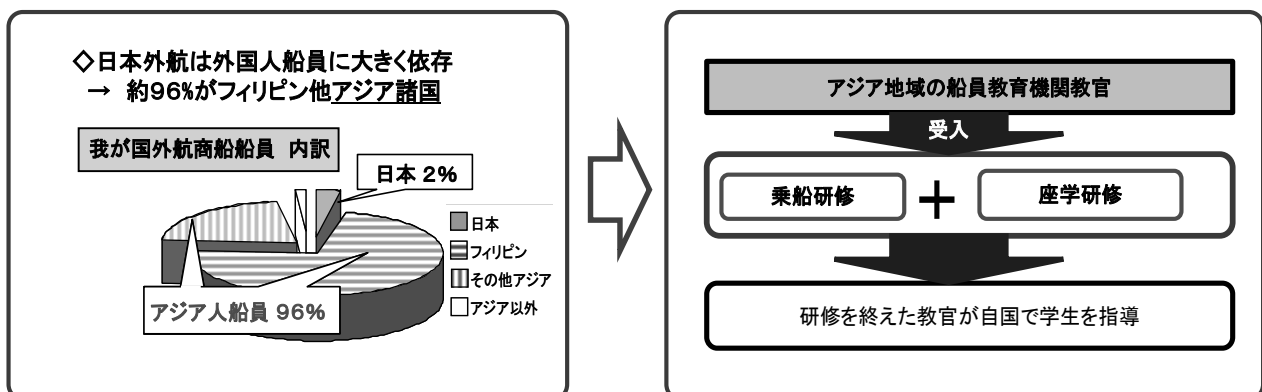 ◇日本外航は外国人船員に大きく依存
→ 約96%がフィリピン他アジア諸国
我が国外航商船船員 内訳
日本 2%
日本
フィリピン
その他アジア
アジア以外
アジア人船員 96%
アジア地域の船員教育機関教官
受入
乗船研修
+
座学研修
研修を終えた教官が自国で学生を指導